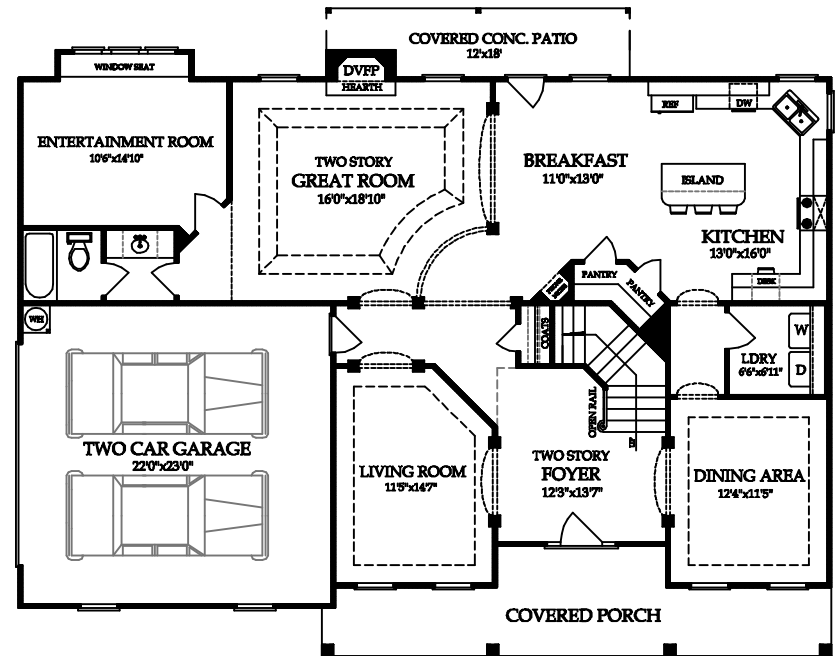 COVERED CONC. PATIO
12'x18'
WINDOW SEAT
DVFP
HEARTH
REF
DW
ENTERTAINMENT ROOM
10'6"x14'10"
TWO STORY
GREAT ROOM
16'0"x18'10"
BREAKFAST
11'0"x13'0"
ISLAND
KITCHEN
13'0"x16'0"
PANTRY
PANTRY
DESK
WH
COATS
W
D
LDRY
6'6"x6'11"
OPEN RAIL
UP
TWO CAR GARAGE
22'0"x23'0"
LIVING ROOM
11'5"x14'7"
TWO STORY
FOYER
12'3"x13'7"
DINING AREA
12'4"x11'5"
COVERED PORCH